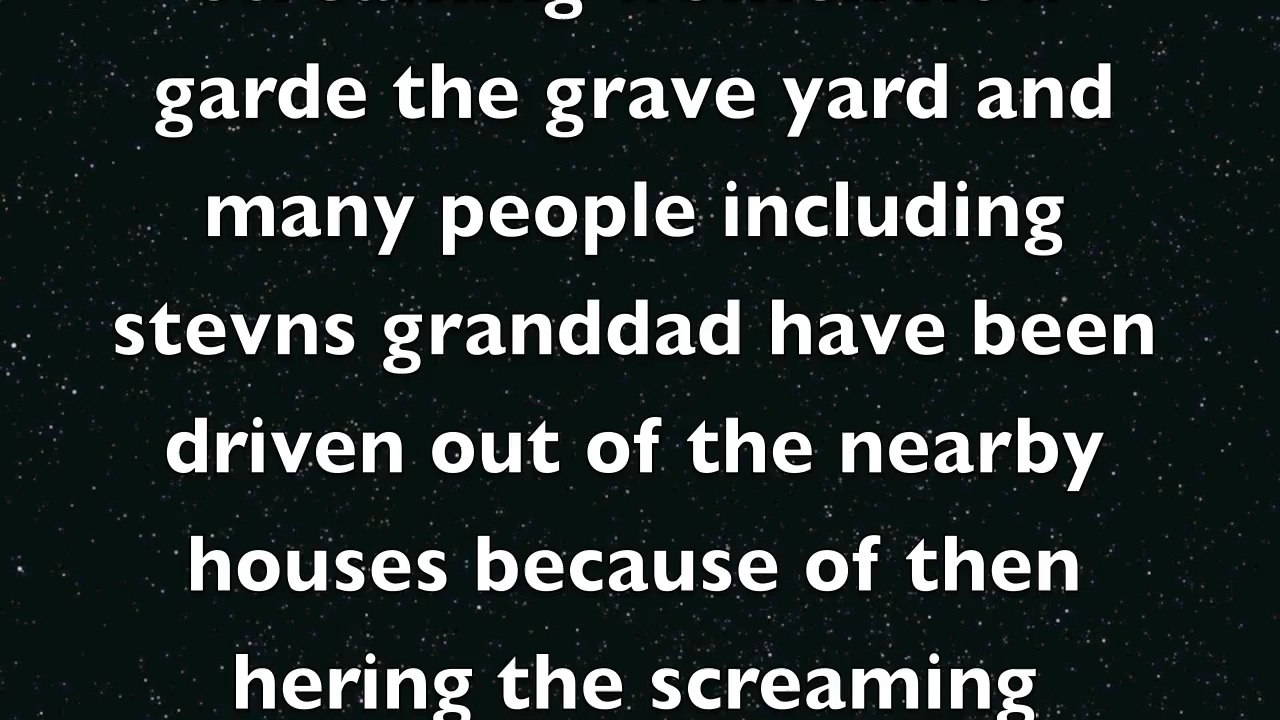 garde the grave yard and
many people including
stevns granddad have been
driven out of the nearby
houses because of then
hering the screaming